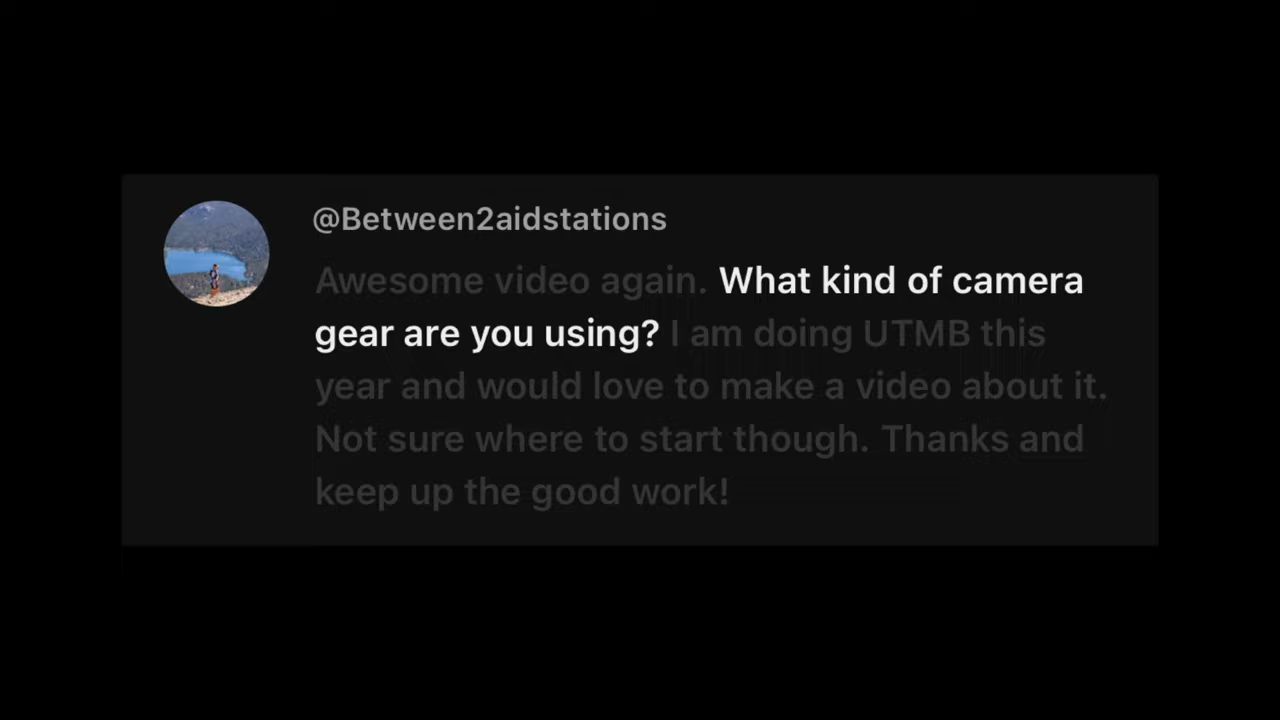 @Between2aidstations
Awesome video again. What kind of camera
gear are you using? I am doing UTMB this
year and would love to make a video about it.
Not sure where to start though. Thanks and
keep up the good work!